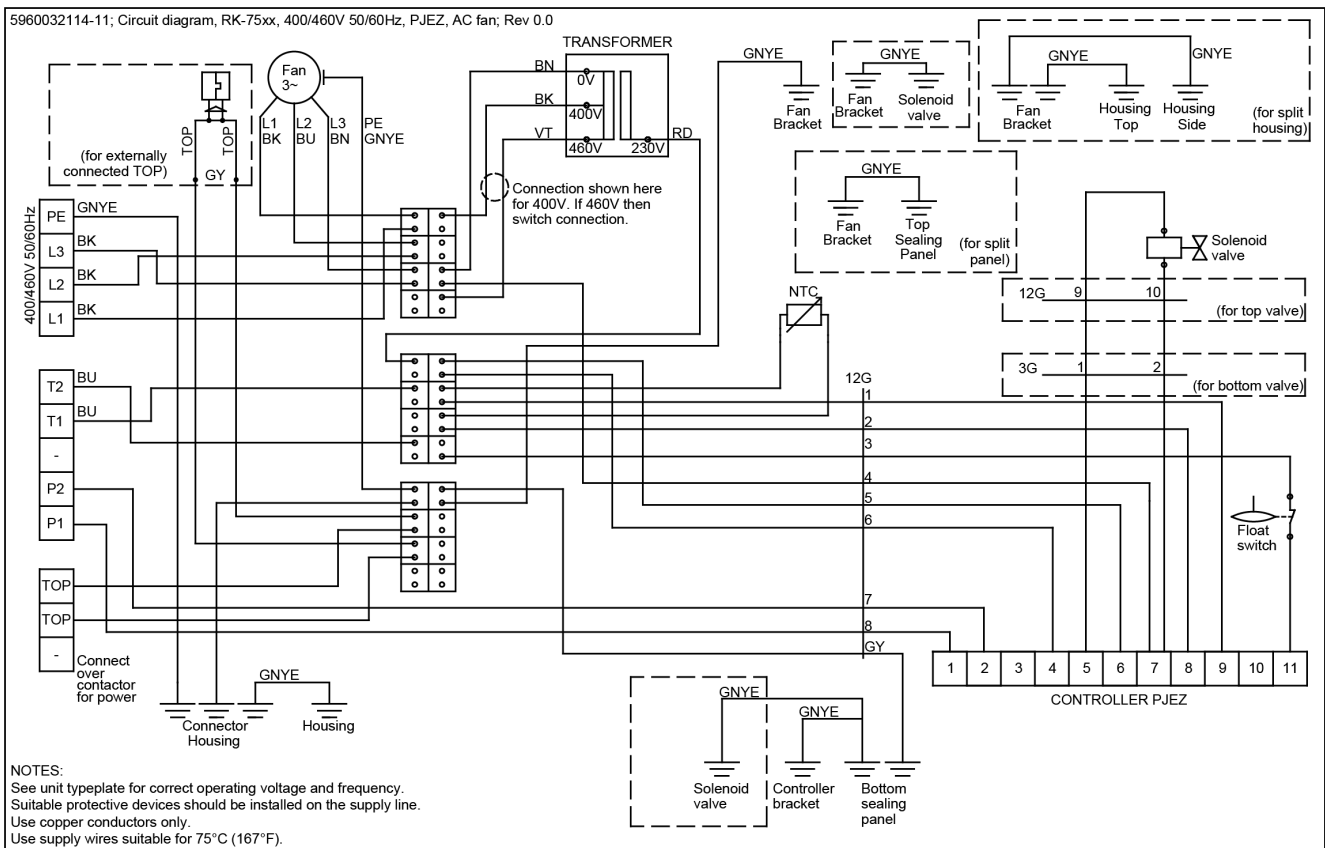 5960032114-11; Circuit diagram, RK-75xx, 400/460V 50/60Hz, PJEZ, AC fan; Rev 0.0
TRANSFORMER
Fan
3~
BN
0V
BK
400V
VT
460V
230V
RD
L1
BK
L2
BU
L3
BN
PE
GNYE
TOP
TOP
GY
(for externally
connected TOP)
Connection shown here
for 400V. If 460V then
switch connection.
GNYE
Fan
Bracket
GNYE
Fan
Bracket
Solenoid
valve
GNYE
GNYE
Fan
Bracket
Housing
Top
Housing
Side
(for split
housing)
GNYE
Fan
Bracket
Top
Sealing
Panel
(for split
panel)
400/460V 50/60Hz
PE
GNYE
L3
BK
L2
BK
L1
BK
Solenoid
valve
12G
9
10
(for top valve)
3G
1
2
(for bottom valve)
NTC
T2
BU
T1
BU
-
P2
P1
TOP
TOP
-
Connect
over
contactor
for power
12G
1
2
3
4
5
6
7
8
GY
Float
switch
1
2
3
4
5
6
7
8
9
10
11
CONTROLLER PJEZ
GNYE
Connector
Housing
Housing
GNYE
GNYE
Solenoid
valve
Controller
bracket
Bottom
sealing
panel
NOTES:
See unit typeplate for correct operating voltage and frequency.
Suitable protective devices should be installed on the supply line.
Use copper conductors only.
Use supply wires suitable for 75°C (167°F).